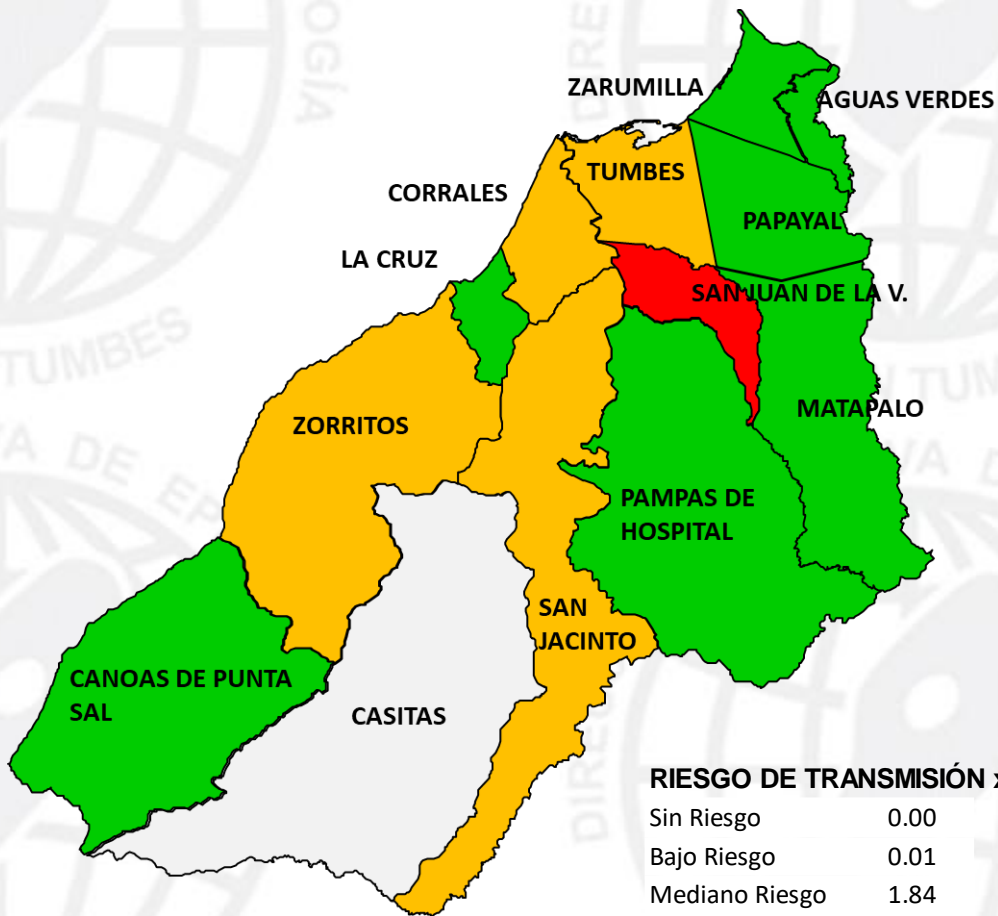 ZARUMILLA
AGUAS VERDES
TUMBES
CORRALES
PAPAYAL
LA CRUZ
SAN JUAN DE LA V.
MATAPALO
ZORRITOS
PAMPAS DE
HOSPITAL
SAN
JACINTO
CANOAS DE PUNTA
SAL
CASITAS
RIESGO DE TRANSMISIÓN x
Sin Riesgo 0.00
Bajo Riesgo 0.01
Mediano Riesgo 1.84
TUMBES